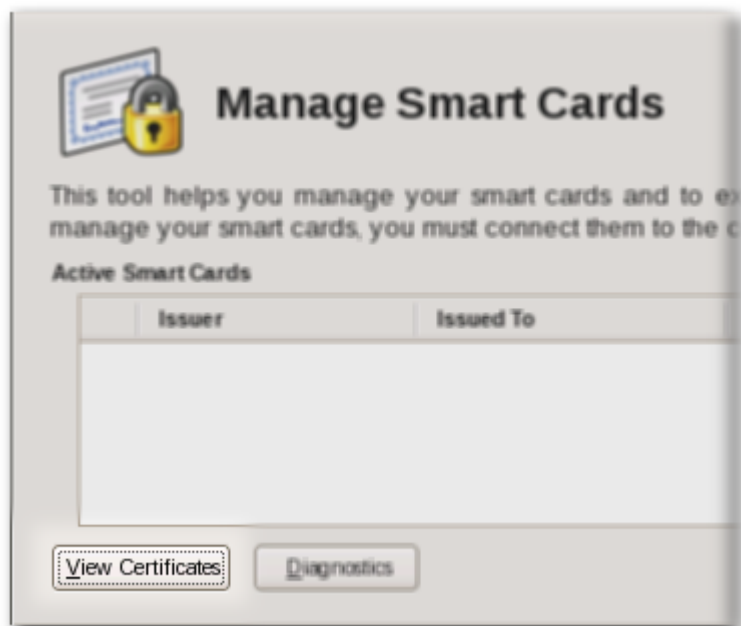 Manage Smart Cards
This tool helps you manage your smart cards and to
manage your smart cards, you must connect them to the
Active Smart Cards
Issuer Issued To
View Certificates Diagnostics